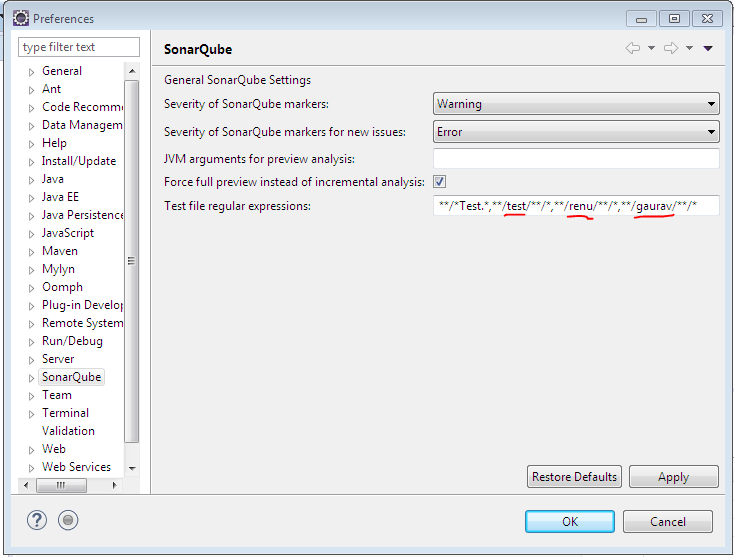 Preferences
type filter text
General
Ant
Code Recomme
Data Managem
Help
Install/Update
Java
Java EE
Java Persistence
JavaScript
Maven
Mylyn
Oomph
Plug-in Develop
Remote System
Run/Debug
Server
SonarQube
Team
Terminal
Validation
Web
Web Services
SonarQube
General SonarQube Settings
Severity of SonarQube markers: Warning
Severity of SonarQube markers for new issues: Error
JVM arguments for preview analysis:
Force full preview instead of incremental analysis:
Test file regular expressions: **/*Test.*,**/test/**/*,**/renu/**/*,**/gaurav/**/*
Restore Defaults Apply
? OK Cancel